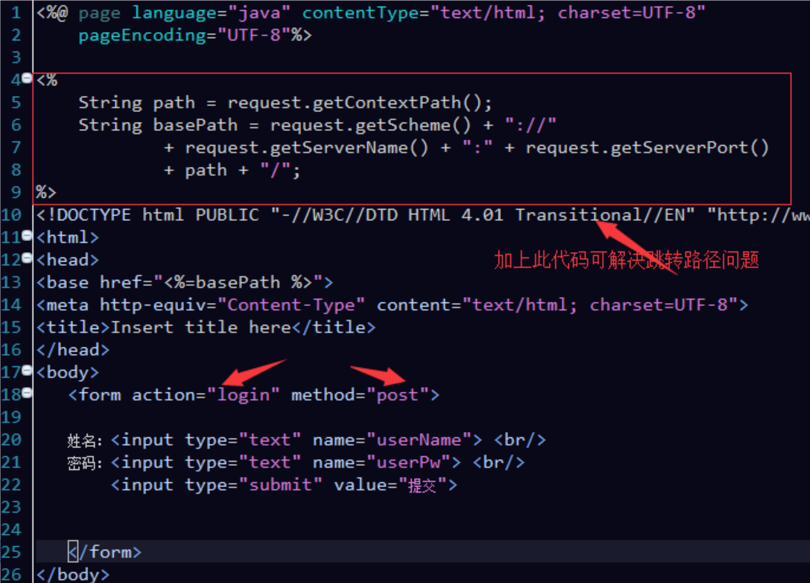 1 <%@ page language="java" contentType="text/html; charset=UTF-8"
2     pageEncoding="UTF-8"%>
3
4 <%
5     String path = request.getContextPath();
6     String basePath = request.getScheme() + "://"
7             + request.getServerName() + ":" + request.getServerPort()
8             + path + "/";
9 %>
10 <!DOCTYPE html PUBLIC "-//W3C//DTD HTML 4.01 Transitional//EN" "http://ww
11 <html>
12 <head>
加上此代码可解决跳转路径问题
13 <base href="<%=basePath %>">
14 <meta http-equiv="Content-Type" content="text/html; charset=UTF-8">
15 <title>Insert title here</title>
16 </head>
17 <body>
18    <form action="login" method="post">
19
20    姓名：<input type="text" name="userName"> <br/>
21    密码：<input type="text" name="userPw"> <br/>
22        <input type="submit" value="提交">
23
24
25    </form>
26 </body>